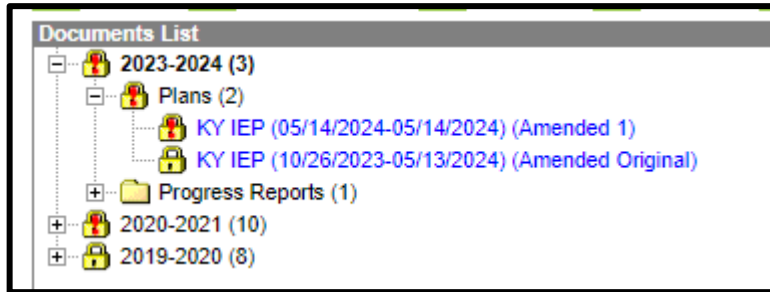 Documents List
2023-2024 (3)
Plans (2)
KY IEP (05/14/2024-05/14/2024) (Amended 1)
KY IEP (10/26/2023-05/13/2024) (Amended Original)
Progress Reports (1)
2020-2021 (10)
2019-2020 (8)